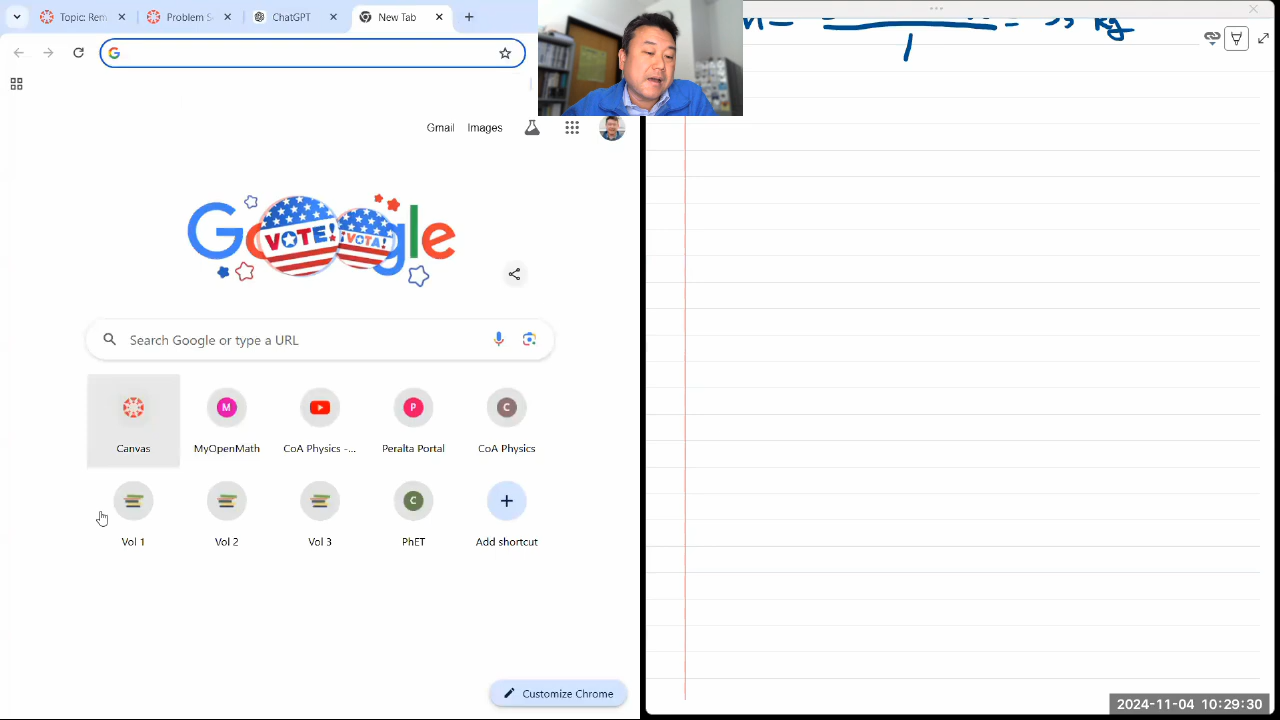 Topic: Rem
Problem S
ChatGPT
New Tab
Gmail
Images
Google
VOTE!
¡VOTA!
Search Google or type a URL
Canvas
MyOpenMath
CoA Physics -...
Peralta Portal
CoA Physics
Vol 1
Vol 2
Vol 3
PhET
Add shortcut
Customize Chrome
kg
1
2024-11-04 10:29:30